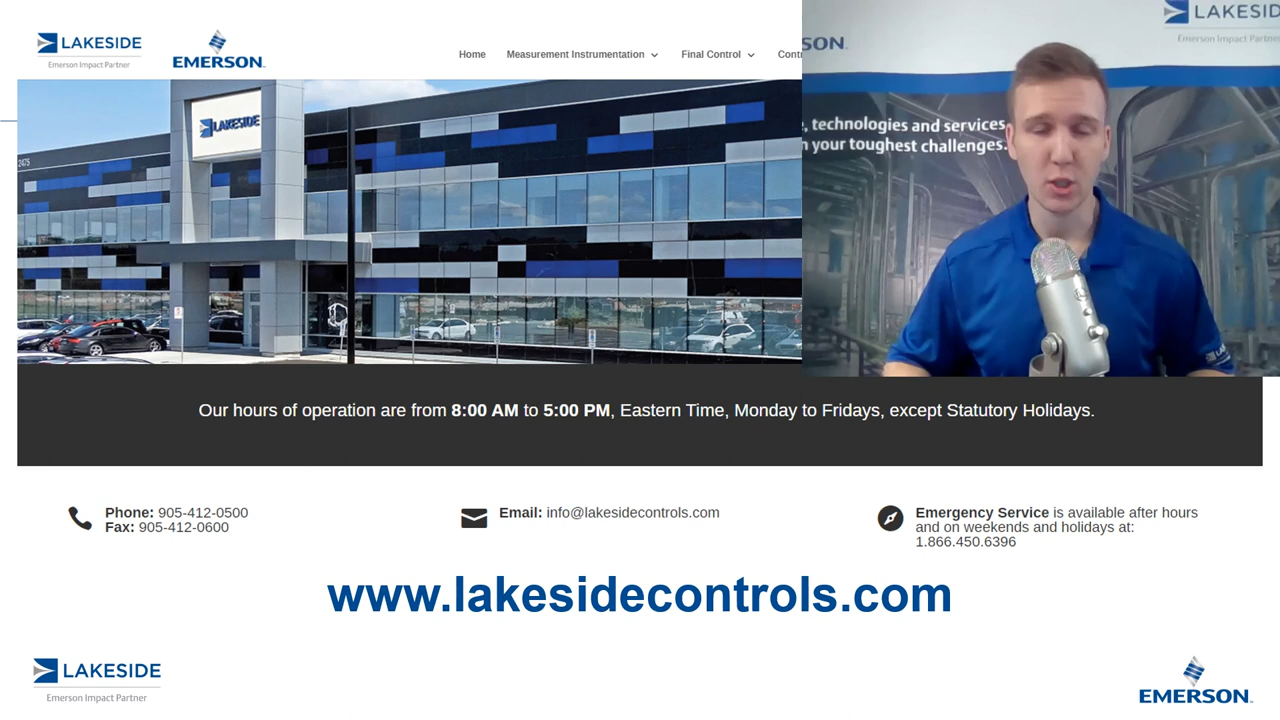 LAKESIDE
Emerson Impact Partner
EMERSON
Home Measurement Instrumentation Final Control
LAKESID
Emerson Impact Partn
SON
, technologies and services
your toughest challenges.
LAKESIDE
2475
Our hours of operation are from 8:00 AM to 5:00 PM, Eastern Time, Monday to Fridays, except Statutory Holidays.
Phone: 905-412-0500
Fax: 905-412-0600
Email: info@lakesidecontrols.com
Emergency Service is available after hours
and on weekends and holidays at:
1.866.450.6396
www.lakesidecontrols.com
LAKESIDE
Emerson Impact Partner
EMERSON